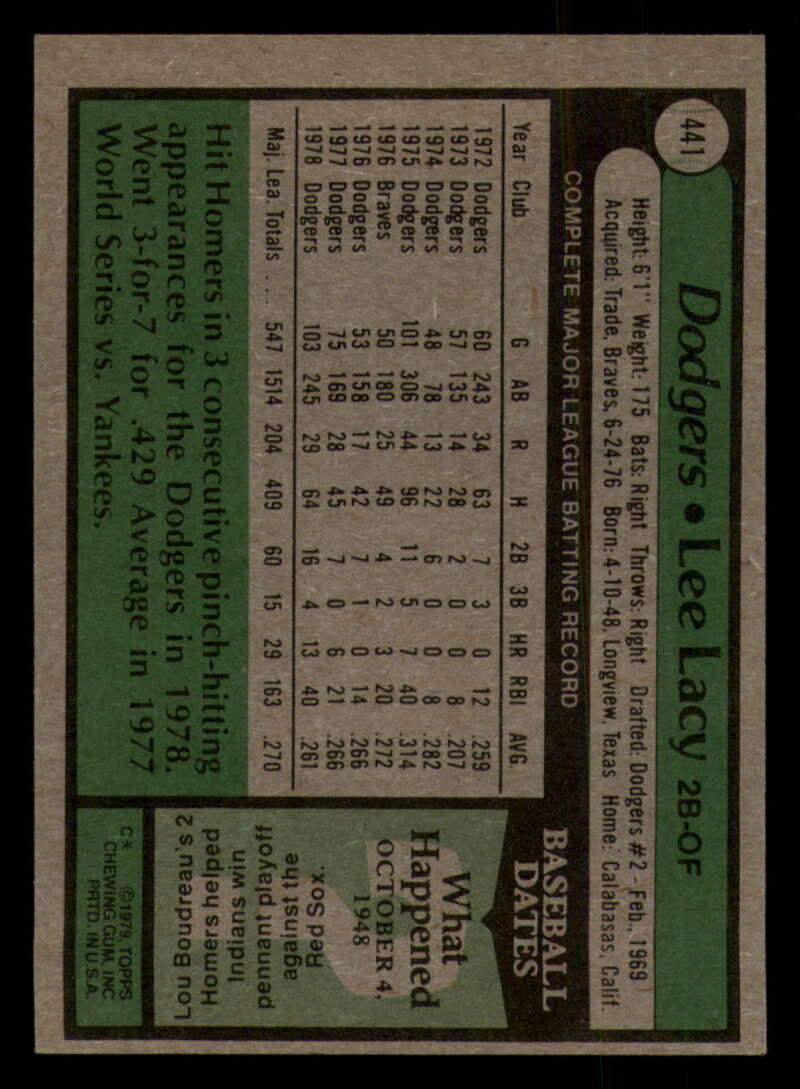 441
Dodgers • Lee Lacy 2B-OF
Height: 6'1" Weight: 175 Bats: Right Throws: Right Drafted: Dodgers #2 - Feb., 1969
Acquired: Trade, Braves, 6-24-76 Born: 4-10-48, Longview, Texas Home: Calabasas, Calif.
COMPLETE MAJOR LEAGUE BATTING RECORD
Year Club G AB R H 2B 3B HR RBI AVG.
1972 Dodgers 60 243 34 63 7 3 0 12 .259
1973 Dodgers 57 135 14 28 2 0 0 8 .207
1974 Dodgers 48 78 13 22 6 0 0 8 .282
1975 Dodgers 101 306 44 96 11 5 7 40 .314
1976 Braves 50 180 25 49 4 2 3 20 .272
1976 Dodgers 53 158 17 42 7 1 0 14 .266
1977 Dodgers 75 169 28 45 7 0 6 21 .266
1978 Dodgers 103 245 29 64 16 4 13 40 .261
Maj. Lea. Totals . . . 547 1514 204 409 60 15 29 163 .270
Hit Homers in 3 consecutive pinch-hitting
appearances for the Dodgers in 1978.
Went 3-for-7 for .429 Average in 1977
World Series vs. Yankees.
BASEBALL
DATES
What
Happened
OCTOBER 4,
1948
Lou Boudreau's 2
Homers helped
Indians win
pennant playoff
against the
Red Sox.
C* ©1979, TOPPS
CHEWING GUM, INC
PRTD. IN U.S.A.